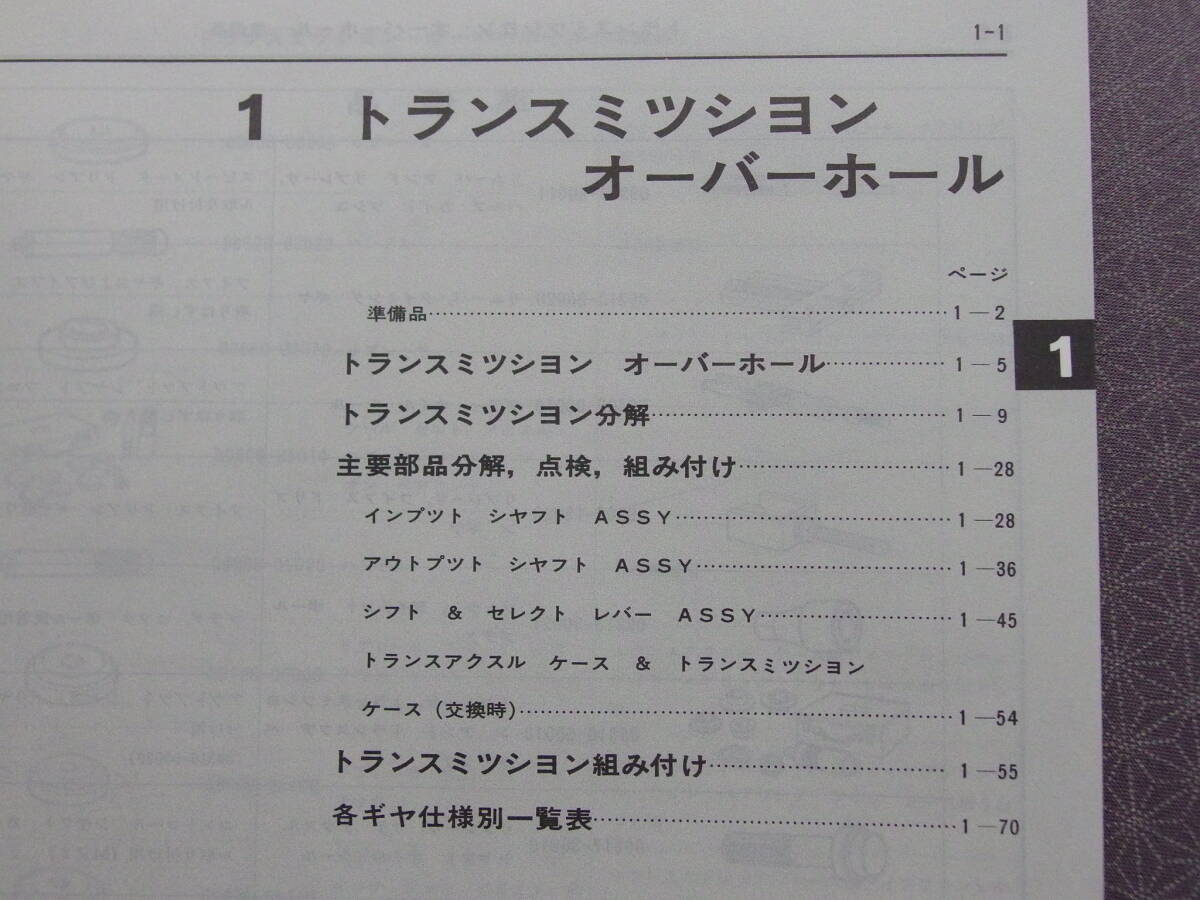 1-1
1 トランスミツシヨン
オーバーホール
ページ
準備品……1－2
トランスミツシヨン オーバーホール……1－5
1
トランスミツシヨン分解……1－9
主要部品分解，点検，組み付け……1－28
インプツト シヤフト ASSY……1－28
アウトプツト シヤフト ASSY……1－36
シフト & セレクト レバー ASSY……1－45
トランスアクスル ケース & トランスミツシヨン
ケース（交換時）……1－54
トランスミツシヨン組み付け……1－55
各ギヤ仕様別一覧表……1－70